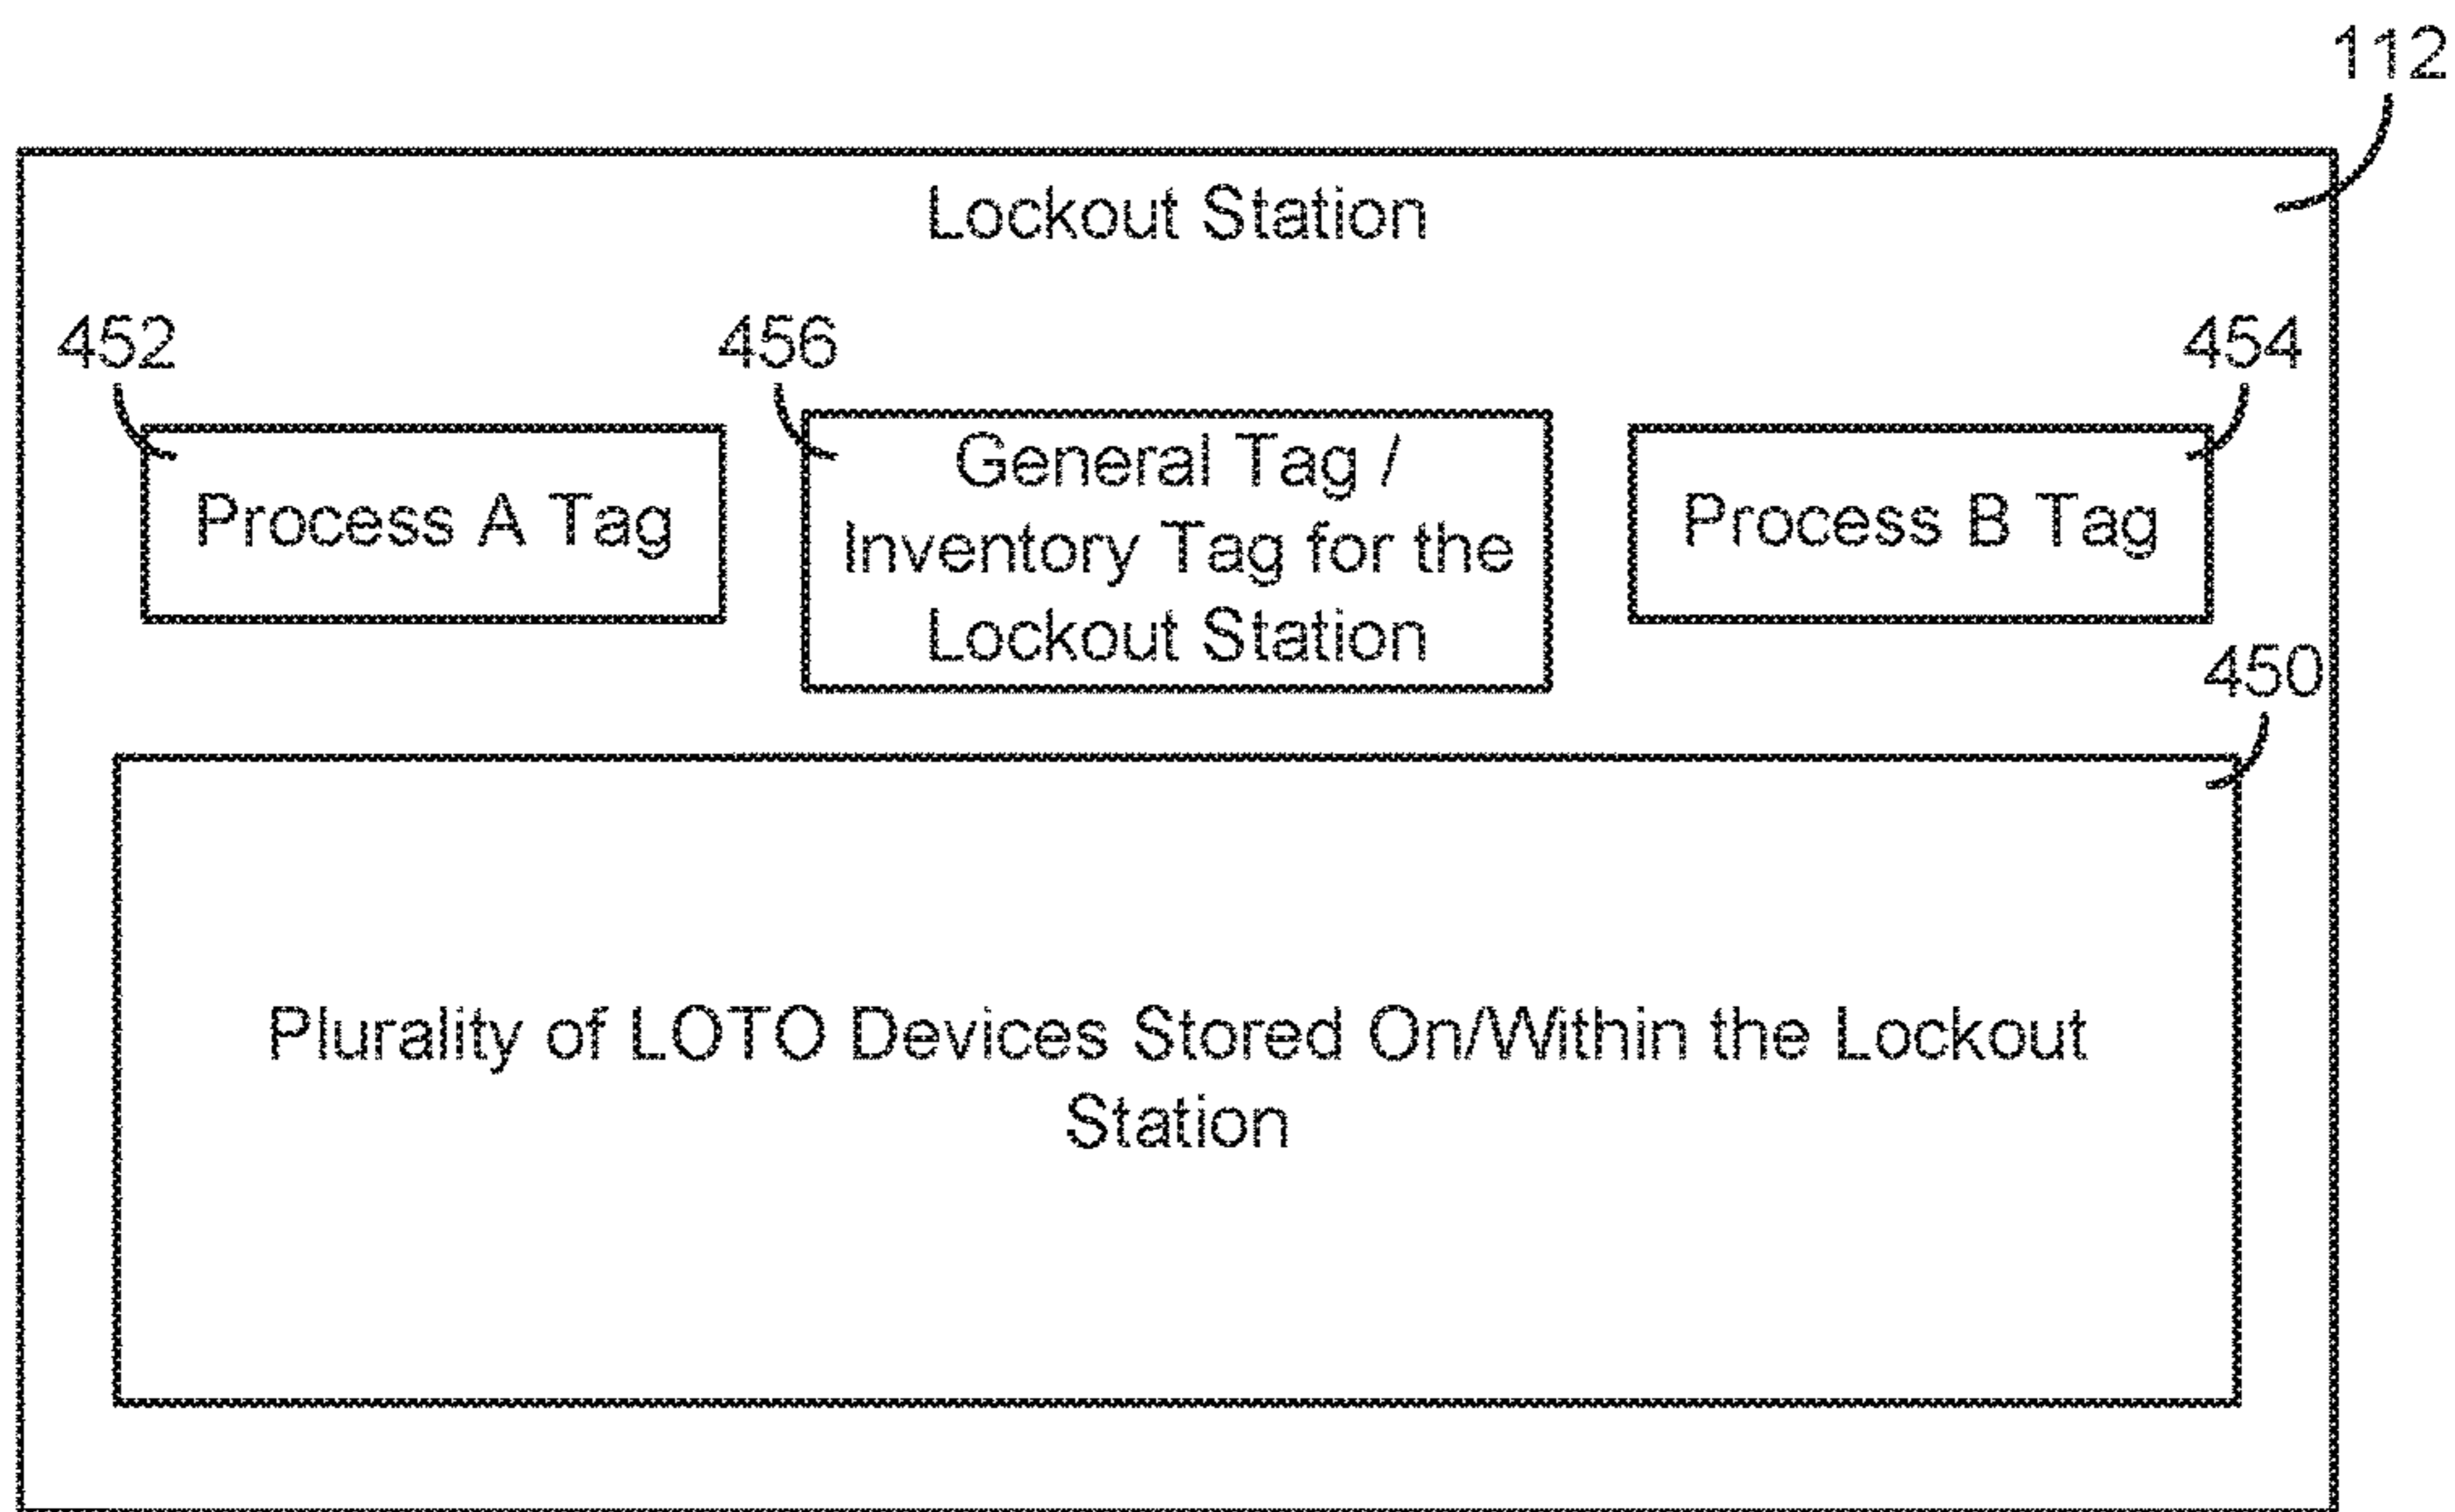 112
Lockout Station
452
456
454
Process A Tag
General Tag /
Inventory Tag for the
Lockout Station
Process B Tag
450
Plurality of LOTO Devices Stored On/Within the Lockout
Station